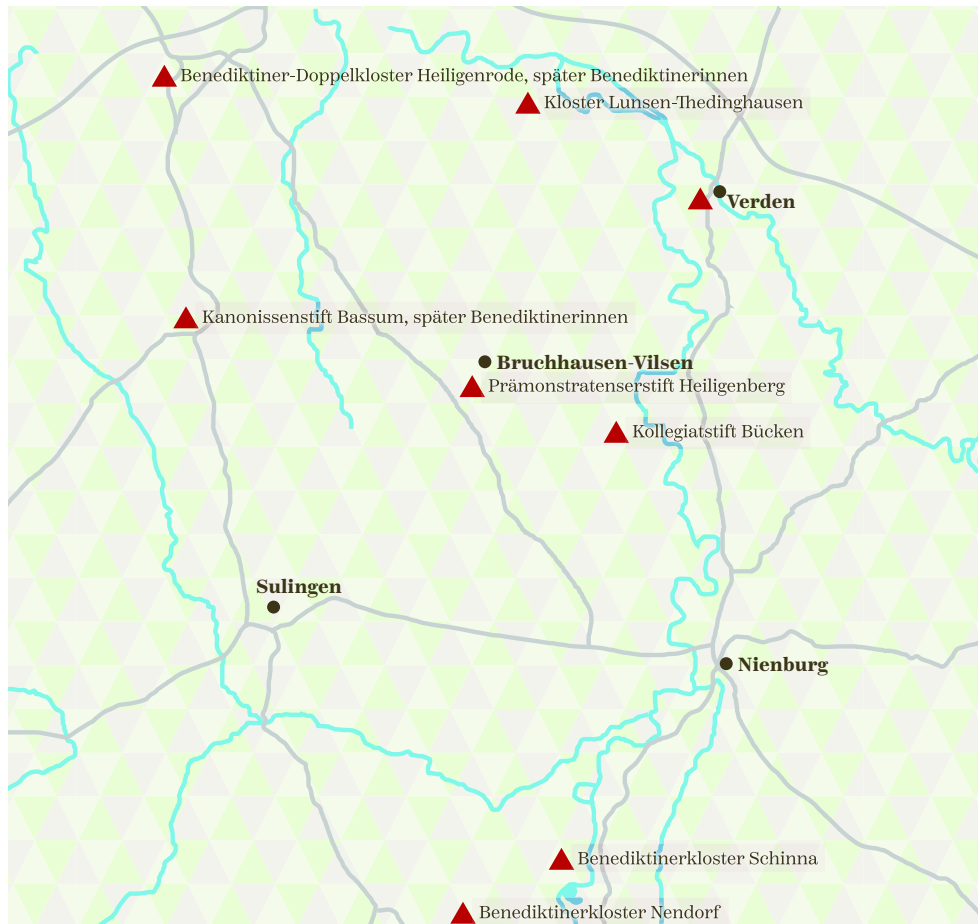 Benediktiner-Doppelkloster Heiligenrode, später Benediktinerinnen
Kloster Lunsen-Thedinghausen
Verden
Kanonissenstift Bassum, später Benediktinerinnen
Bruchhausen-Vilsen
Prämonstratenserstift Heiligenberg
Kollegiatstift Bücken
Sulingen
Nienburg
Benediktinerkloster Schinna
Benediktinerkloster Nendorf